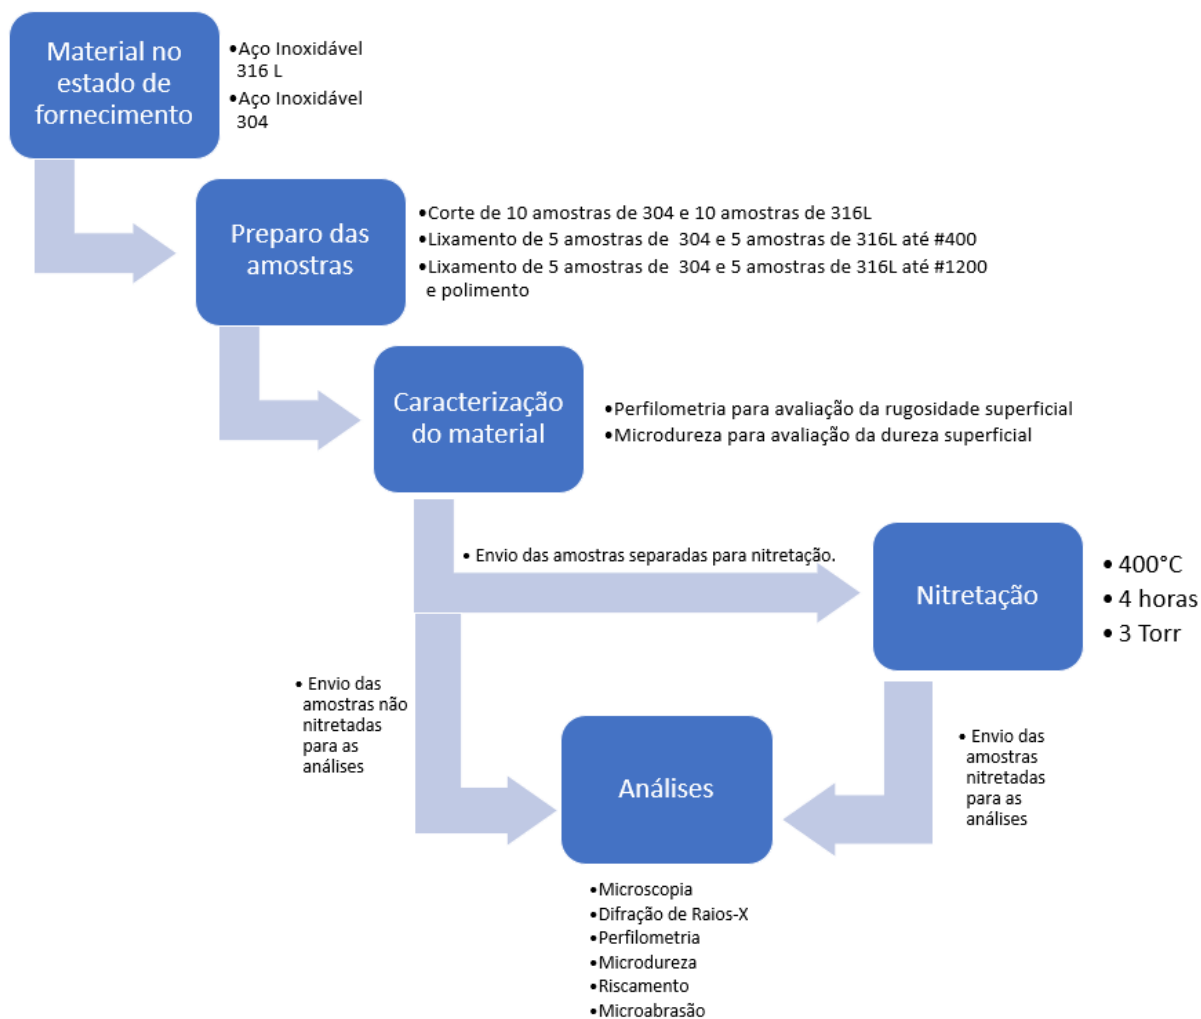 Material no
estado de
fornecimento
•Aço Inoxidável
316 L
•Aço Inoxidável
304
Preparo das
amostras
•Corte de 10 amostras de 304 e 10 amostras de 316L
•Lixamento de 5 amostras de 304 e 5 amostras de 316L até #400
•Lixamento de 5 amostras de 304 e 5 amostras de 316L até #1200
e polimento
Caracterização
do material
•Perfilometria para avaliação da rugosidade superficial
•Microdureza para avaliação da dureza superficial
• Envio das amostras separadas para nitretação.
Nitretação
• 400°C
• 4 horas
• 3 Torr
• Envio das
amostras não
nitretadas
para as
análises
Análises
• Envio das
amostras
nitretadas
para as
análises
•Microscopia
•Difração de Raios-X
•Perfilometria
•Microdureza
•Riscamento
•Microabrasão